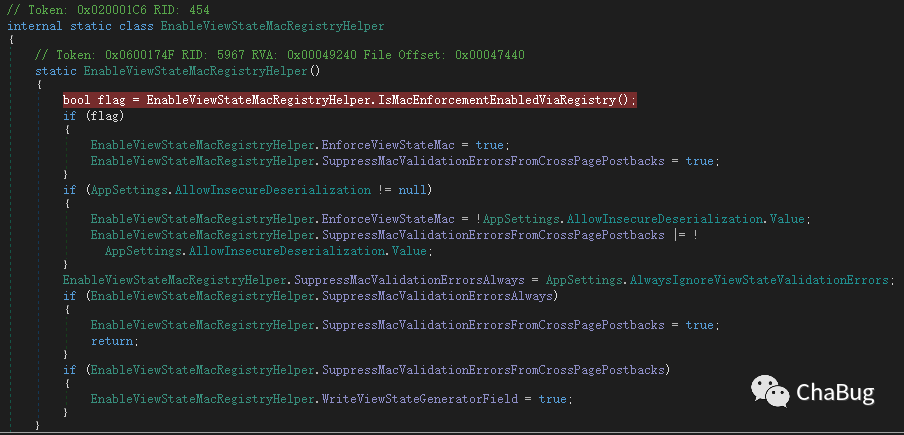 // Token: 0x020001C6 RID: 454
internal static class EnableViewStateMacRegistryHelper
{
// Token: 0x0600174F RID: 5967 RVA: 0x00049240 File Offset: 0x00047440
static EnableViewStateMacRegistryHelper()
{
bool flag = EnableViewStateMacRegistryHelper.IsMacEnforcementEnabledViaRegistry();
if (flag)
{
EnableViewStateMacRegistryHelper.EnforceViewStateMac = true;
EnableViewStateMacRegistryHelper.SuppressMacValidationErrorsFromCrossPagePostbacks = true;
}
if (AppSettings.AllowInsecureDeserialization != null)
{
EnableViewStateMacRegistryHelper.EnforceViewStateMac = !AppSettings.AllowInsecureDeserialization.Value;
EnableViewStateMacRegistryHelper.SuppressMacValidationErrorsFromCrossPagePostbacks |= !
AppSettings.AllowInsecureDeserialization.Value;
}
EnableViewStateMacRegistryHelper.SuppressMacValidationErrorsAlways = AppSettings.AlwaysIgnoreViewStateValidationErrors;
if (EnableViewStateMacRegistryHelper.SuppressMacValidationErrorsAlways)
{
EnableViewStateMacRegistryHelper.SuppressMacValidationErrorsFromCrossPagePostbacks = true;
return;
}
if (EnableViewStateMacRegistryHelper.SuppressMacValidationErrorsFromCrossPagePostbacks)
{
EnableViewStateMacRegistryHelper.WriteViewStateGeneratorField = true;
}
}
ChaBug